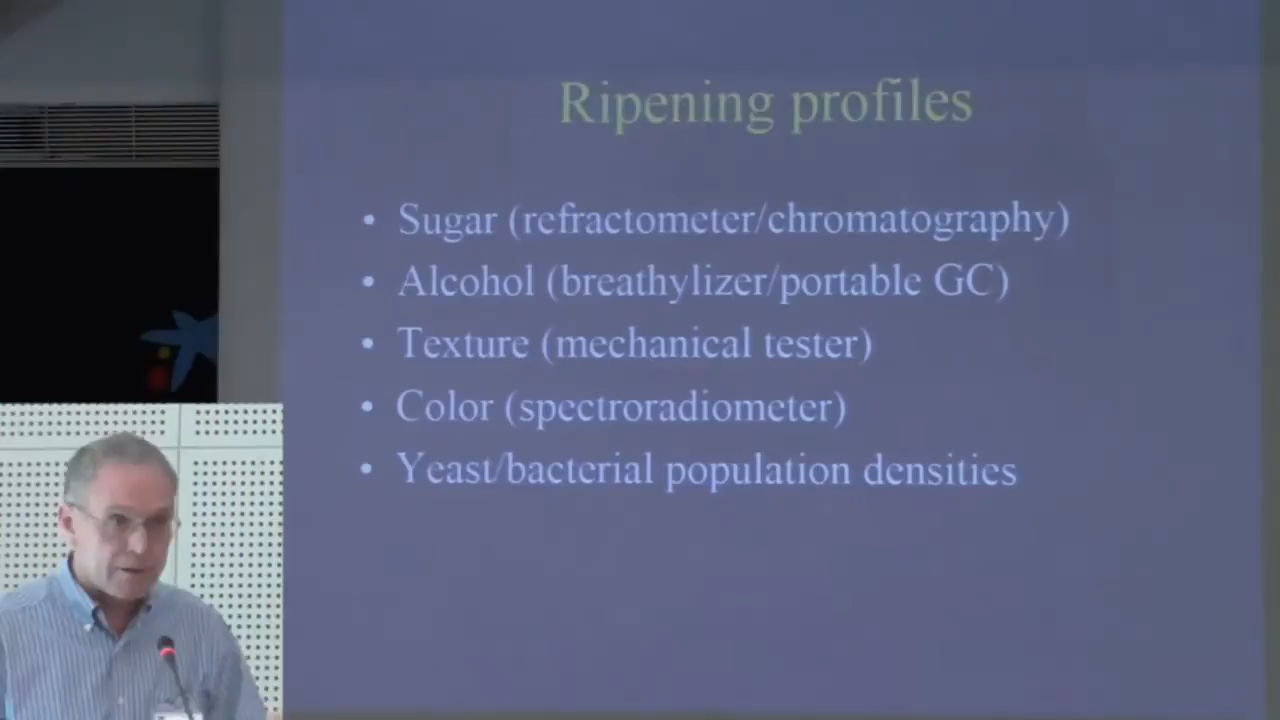 Ripening profiles
• Sugar (refractometer/chromatography)
• Alcohol (breathylizer/portable GC)
• Texture (mechanical tester)
• Color (spectroradiometer)
• Yeast/bacterial population densities